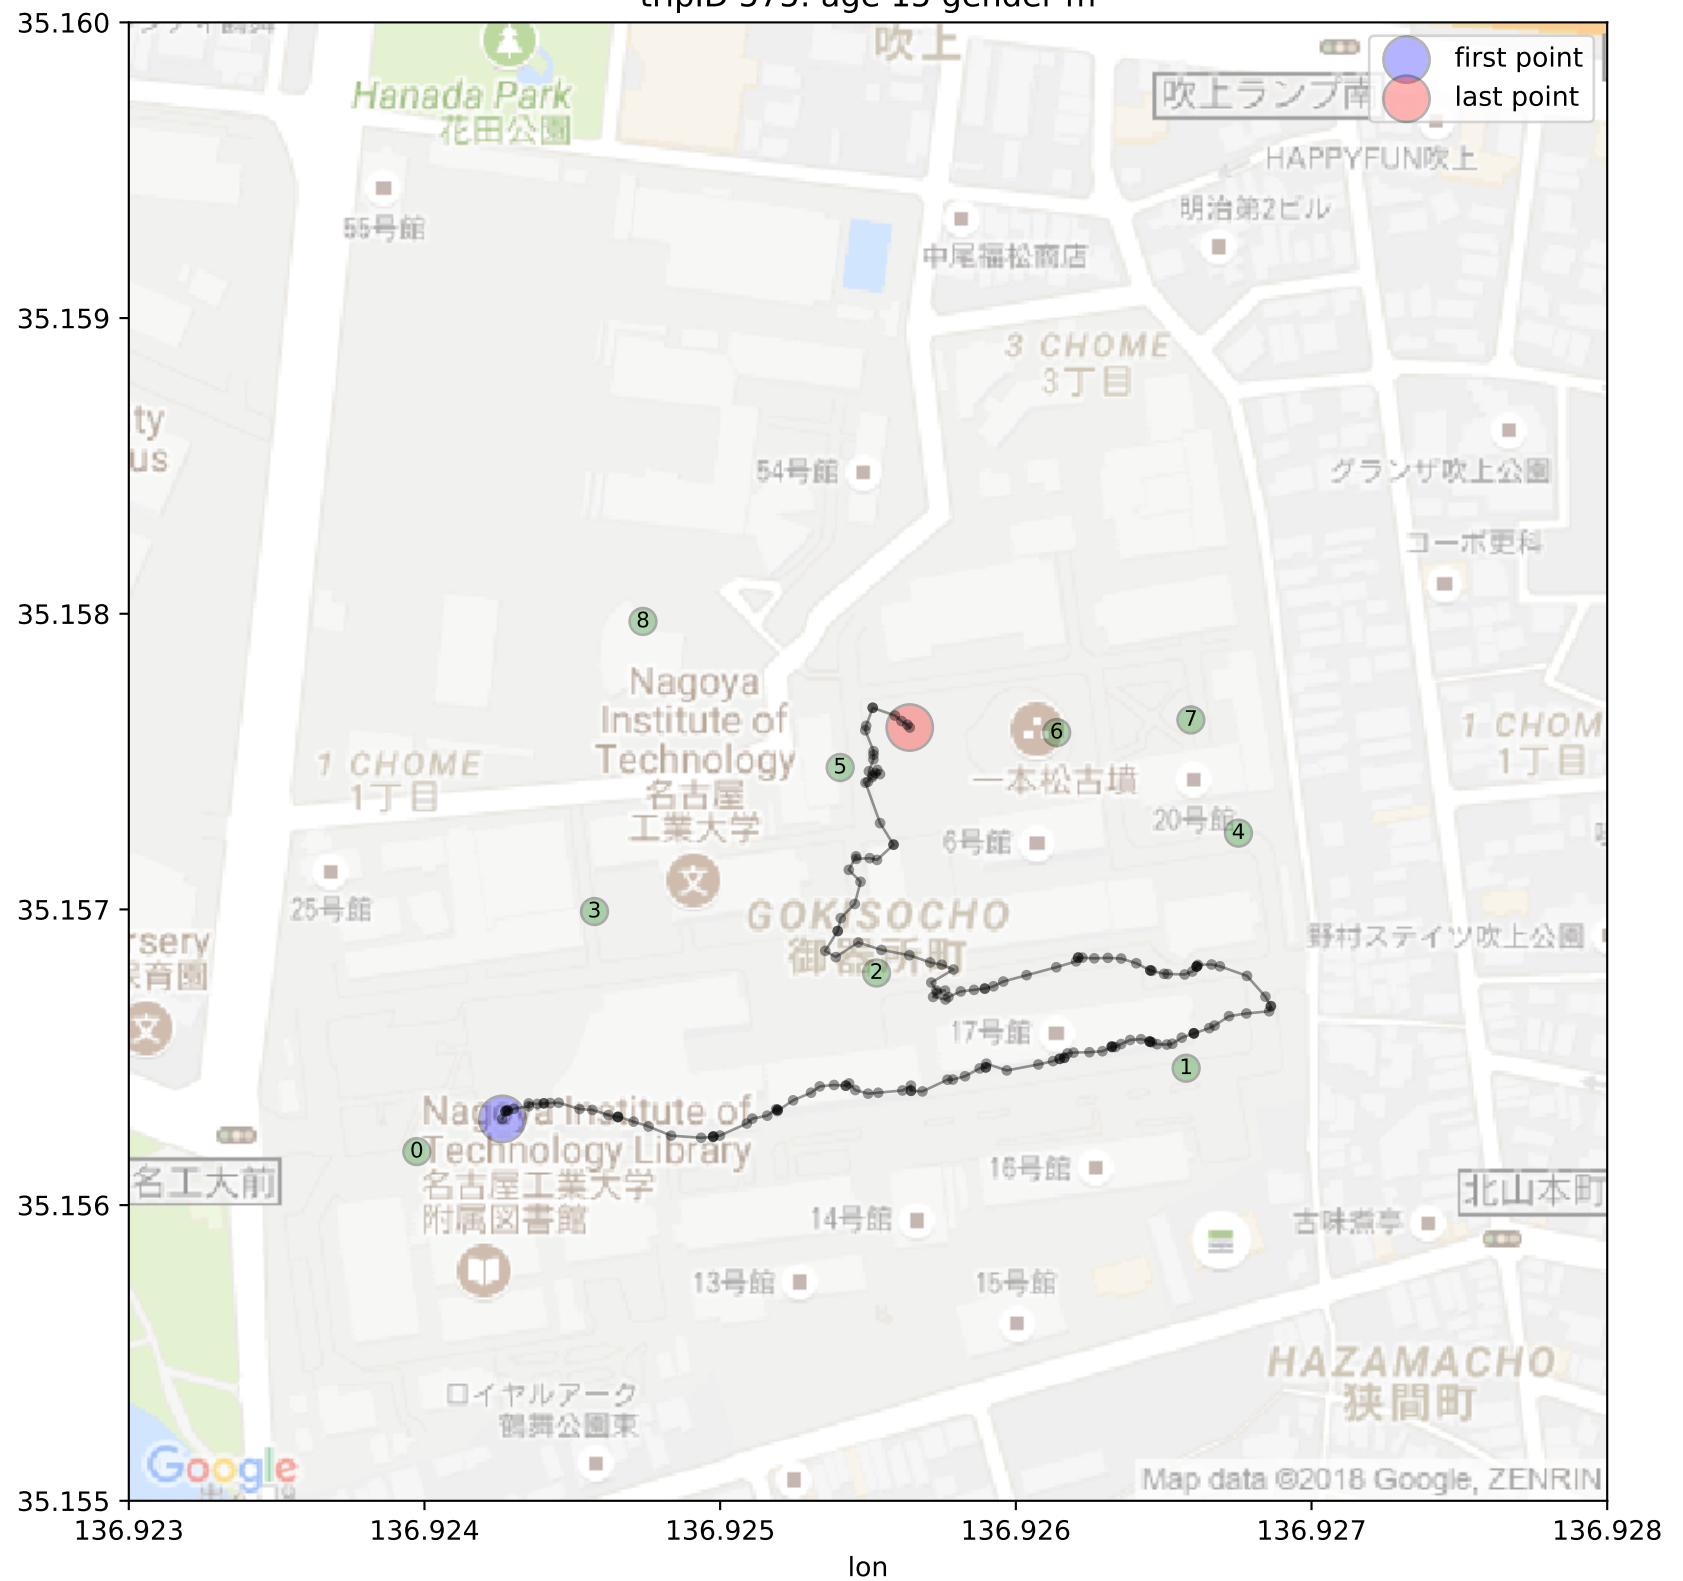 35.160
吹上
first point
last point
Hanada Park
花田公園
吹上ランプ南
HAPPYFUN吹上
55号館
明治第2ビル
中尾福松商店
35.159
3 CHOME
3丁目
ty
us
54号館
グランザ吹上公園
コーポ更科
35.158
8
Nagoya
Institute of
Technology
名古屋
工業大学
7
6
5
1 CHOME
1丁目
一本松古墳
1 CHOM
1丁目
20号館
4
6号館
25号館
3
35.157
GOKISOCHO
御器所町
2
野村ステイツ吹上公園
rsery
保育園
17号館
1
Nagoya Institute of
Technology Library
名古屋工業大学
附属図書館
0
名工大前
35.156
16号館
14号館
北山本町
古味煮亭
13号館
15号館
HAZAMACHO
狭間町
ロイヤルアーク
鶴舞公園東
Google
Map data ©2018 Google, ZENRIN
35.155
136.923
136.924
136.925
136.926
136.927
136.928
lon